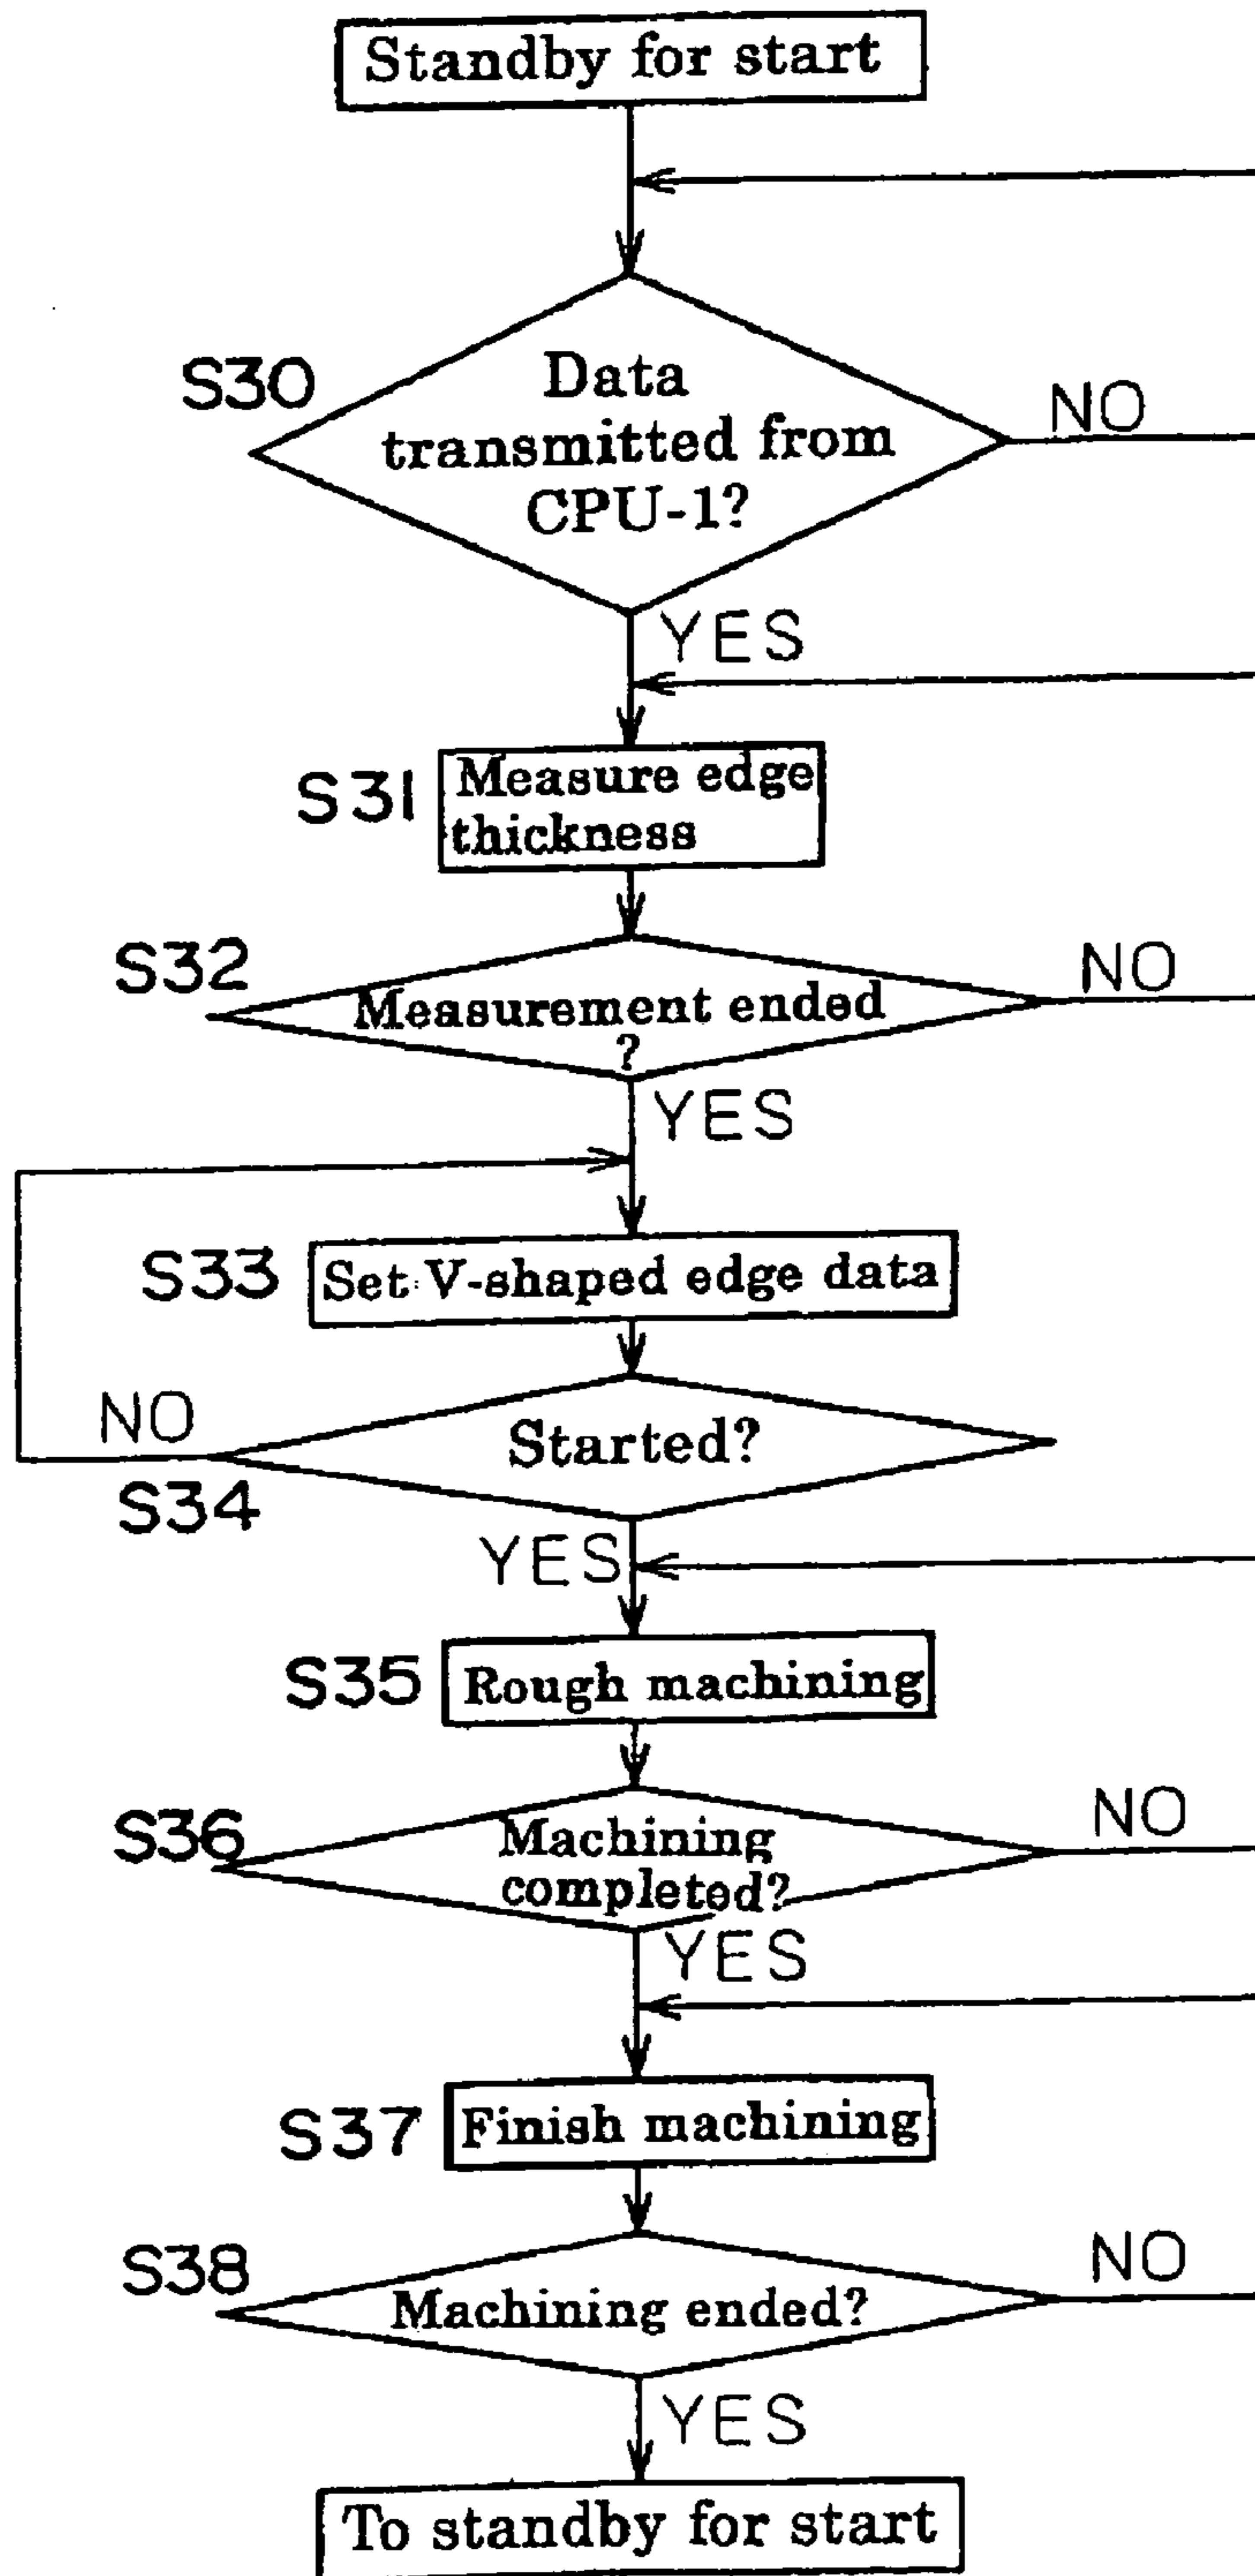 Standby for start
S30
Data
transmitted from
CPU-1?
NO
YES
S31
Measure edge
thickness
S32
Measurement ended
?
NO
YES
S33
Set V-shaped edge data
NO
Started?
S34
YES
S35
Rough machining
S36
Machining
completed?
NO
YES
S37
Finish machining
S38
Machining ended?
NO
YES
To standby for start